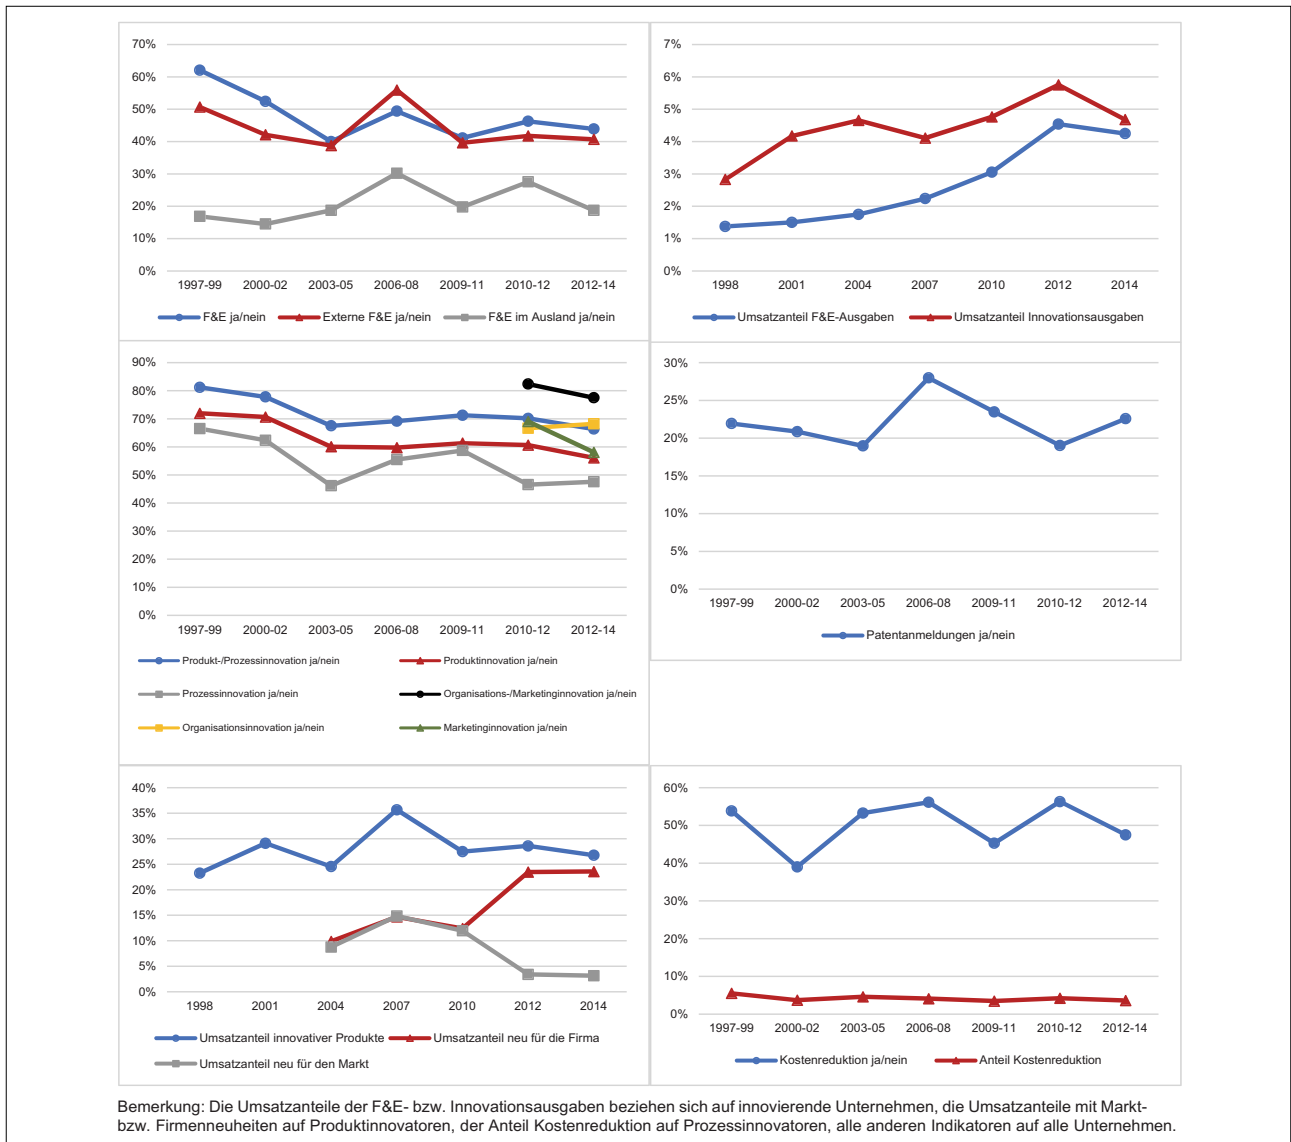 70%
60%
50%
40%
30%
20%
10%
0%
1997-99 2000-02 2003-05 2006-08 2009-11 2010-12 2012-14
F&E ja/nein Externe F&E ja/nein F&E im Ausland ja/nein
7%
6%
5%
4%
3%
2%
1%
0%
1998 2001 2004 2007 2010 2012 2014
Umsatzanteil F&E-Ausgaben Umsatzanteil Innovationsausgaben
90%
80%
70%
60%
50%
40%
30%
20%
10%
0%
1997-99 2000-02 2003-05 2006-08 2009-11 2010-12 2012-14
Produkt-/Prozessinnovation ja/nein Produktinnovation ja/nein
Prozessinnovation ja/nein Organisations-/Marketinginnovation ja/nein
Organisationsinnovation ja/nein Marketinginnovation ja/nein
30%
25%
20%
15%
10%
5%
0%
1997-99 2000-02 2003-05 2006-08 2009-11 2010-12 2012-14
Patentanmeldungen ja/nein
40%
35%
30%
25%
20%
15%
10%
5%
0%
1998 2001 2004 2007 2010 2012 2014
Umsatzanteil innovativer Produkte Umsatzanteil neu für die Firma
Umsatzanteil neu für den Markt
60%
50%
40%
30%
20%
10%
0%
1997-99 2000-02 2003-05 2006-08 2009-11 2010-12 2012-14
Kostenreduktion ja/nein Anteil Kostenreduktion
Bemerkung: Die Umsatzanteile der F&E- bzw. Innovationsausgaben beziehen sich auf innovierende Unternehmen, die Umsatzanteile mit Markt-
bzw. Firmenneuheiten auf Produktinnovatoren, der Anteil Kostenreduktion auf Prozessinnovatoren, alle anderen Indikatoren auf alle Unternehmen.